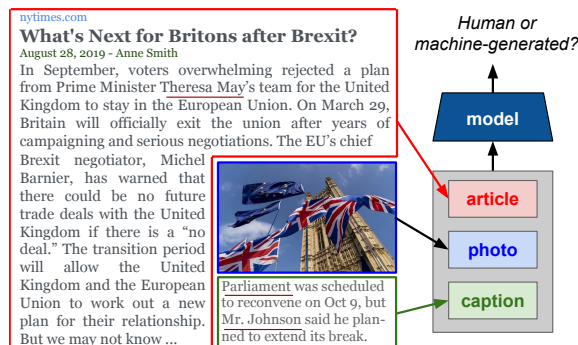 nytimes.com
What's Next for Britons after Brexit?
August 28, 2019 - Anne Smith
In September, voters overwhelming rejected a plan
from Prime Minister Theresa May's team for the United
Kingdom to stay in the European Union. On March 29,
Britain will officially exit the union after years of
campaigning and serious negotiations. The EU's chief
Brexit negotiator, Michel
Barnier, has warned that
there could be no future
trade deals with the United
Kingdom if there is a "no
deal." The transition period
will allow the United
Kingdom and the European
Union to work out a new
plan for their relationship.
But we may not know ...
Parliament was scheduled
to reconvene on Oct 9, but
Mr. Johnson said he plan-
ned to extend its break.
Human or
machine-generated?
model
article
photo
caption